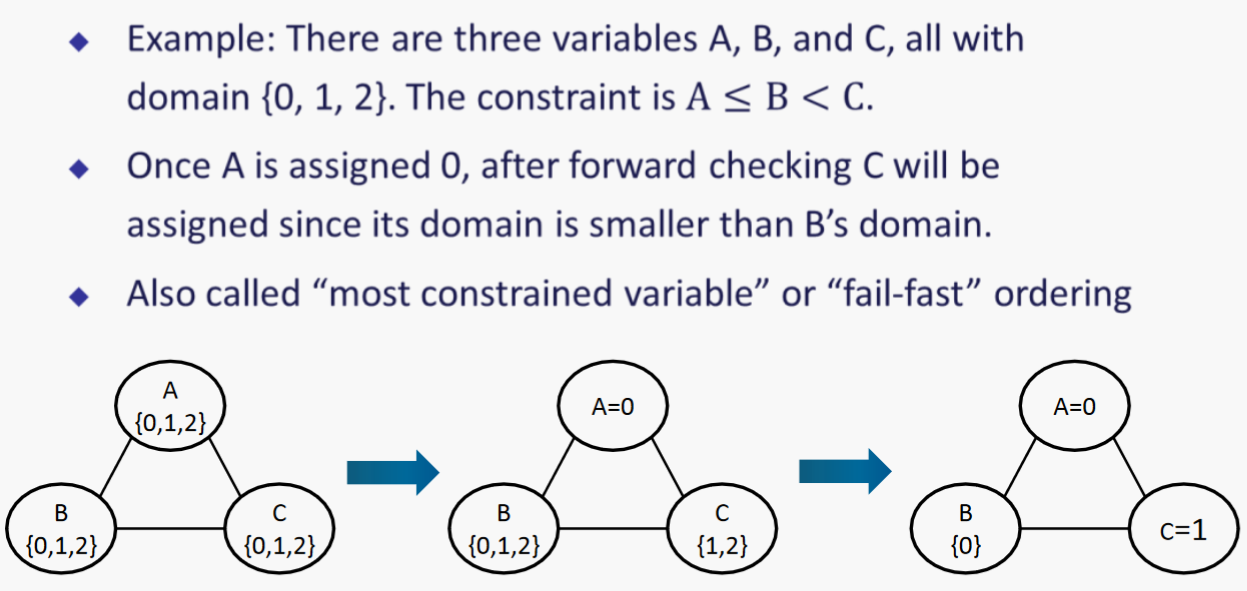 Example: There are three variables A, B, and C, all with
domain {0, 1, 2}. The constraint is A ≤ B < C.
Once A is assigned 0, after forward checking C will be
assigned since its domain is smaller than B’s domain.
Also called “most constrained variable” or “fail-fast” ordering
A
{0,1,2}
B
{0,1,2}
C
{0,1,2}
A=0
B
{0,1,2}
C
{1,2}
A=0
B
{0}
C=1